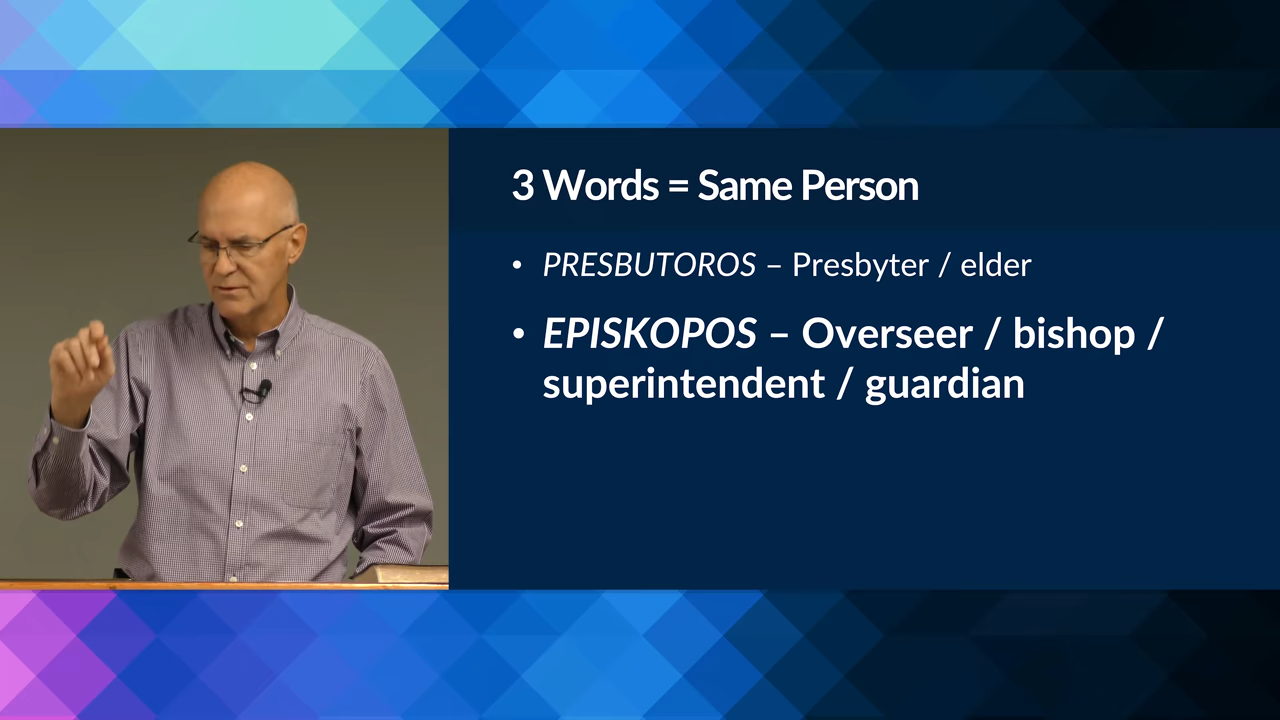 3 Words = Same Person
• PRESBUTOROS – Presbyter / elder
• EPISKOPOS – Overseer / bishop /
superintendent / guardian